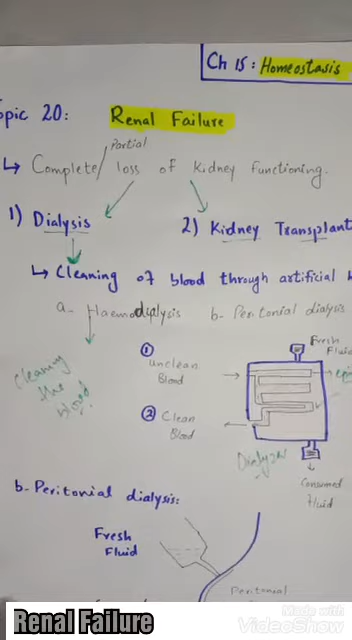 Ch 15: Homeostasis
Topic 20: Renal Failure
Partial
↳ Complete/ loss of Kidney Functioning.
1) Dialysis 2) Kidney Transplant
↳ Cleaning of blood through artificial
a- Haemodialysis b- Peritonial dialysis
Cleaning
the
blood
① Unclean
Blood
Fresh
Fluid
② Clean
Blood
Dialyzer
Consumed
Fluid
b- Peritonial dialysis:
Fresh
Fluid
Peritonial
Renal Failure
Made with
VideoShow